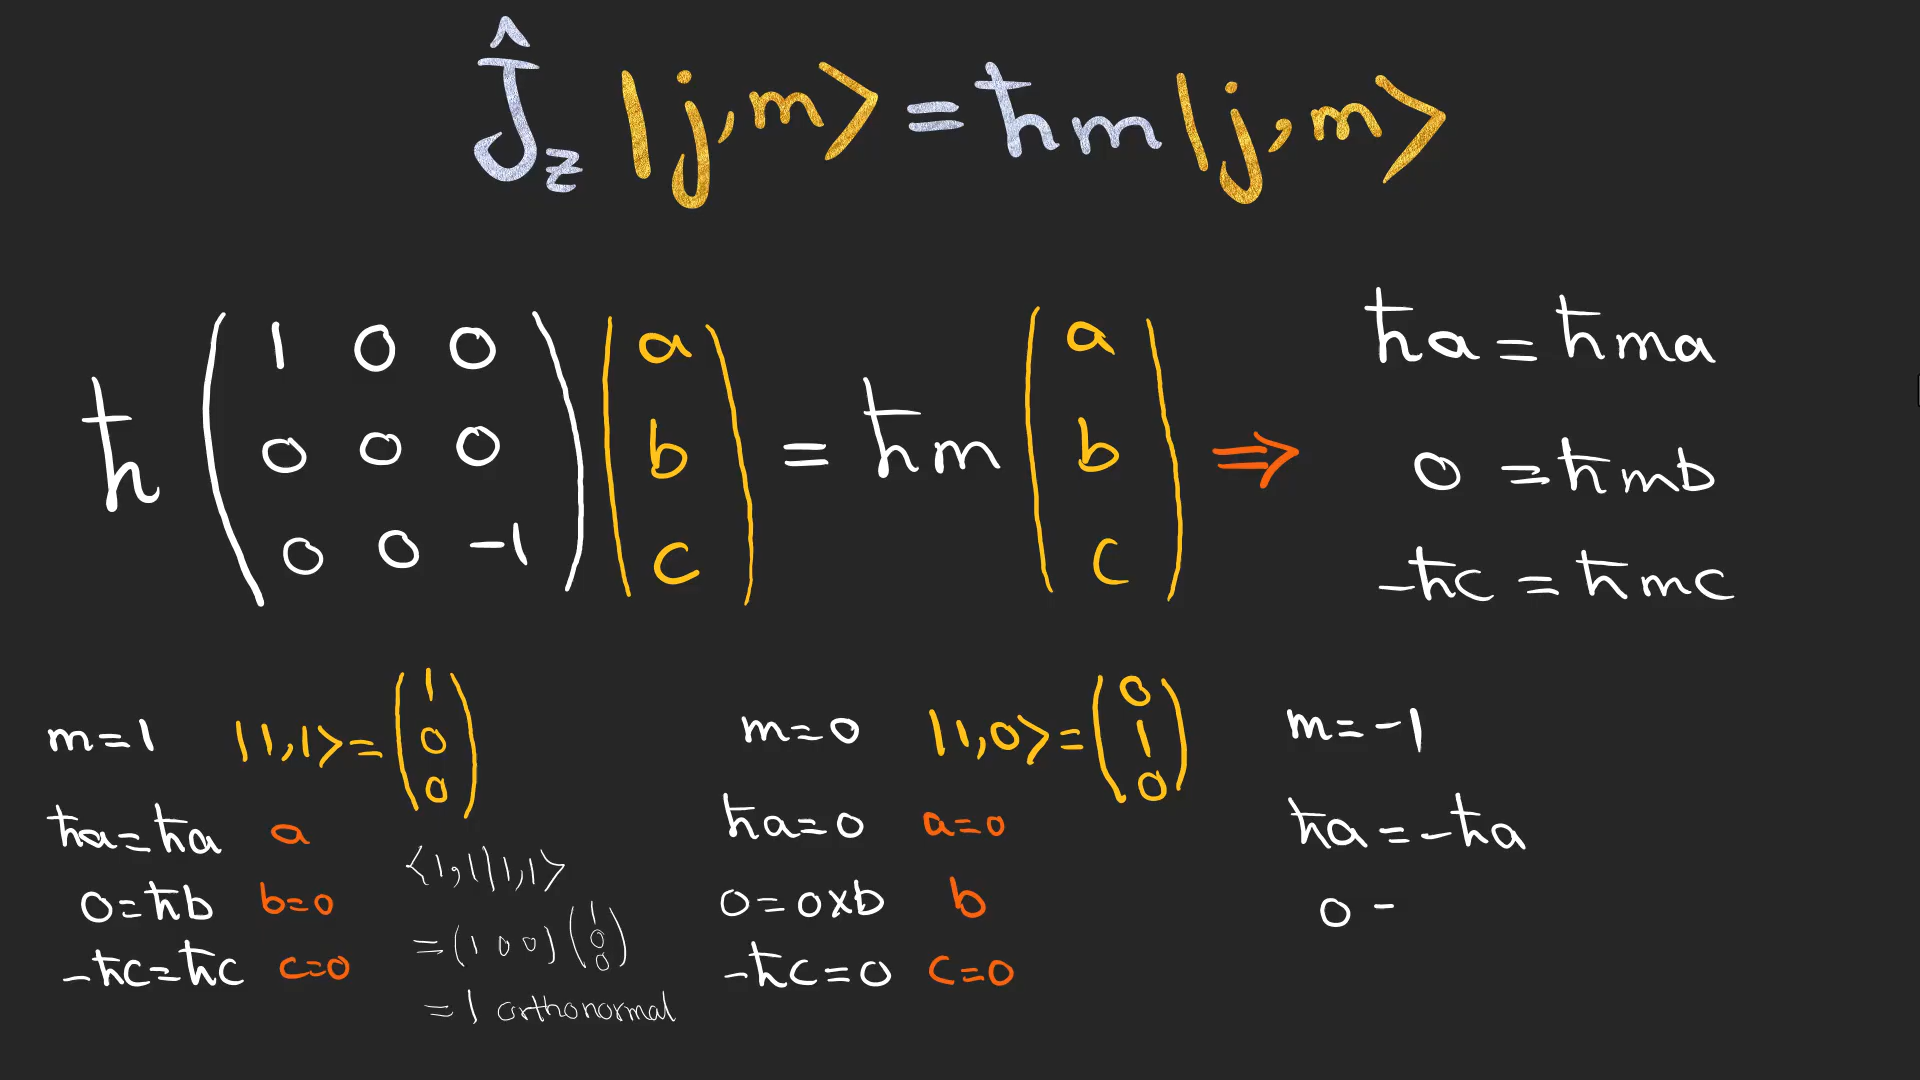 Ĵz |j,m> = ħm |j,m>
ħ ( 1 0 0 ) ( a ) = ħm ( a ) ⇒ ħa = ħma
( 0 0 0 ) ( b ) ( b ) 0 = ħmb
( 0 0 -1 ) ( c ) ( c ) -ħc = ħmc
m=1 |1,1> = ( 1 0 0 )
ħa=ħa a
0=ħb b=0
-ħc=ħc c=0
<1,1|1,1>
= (1 0 0) ( 1 0 0 )
= 1 orthonormal
m=0 |1,0> = ( 0 1 0 )
ħa=0 a=0
0=0xb b
-ħc=0 c=0
m=-1
ħa=-ħa
0 -